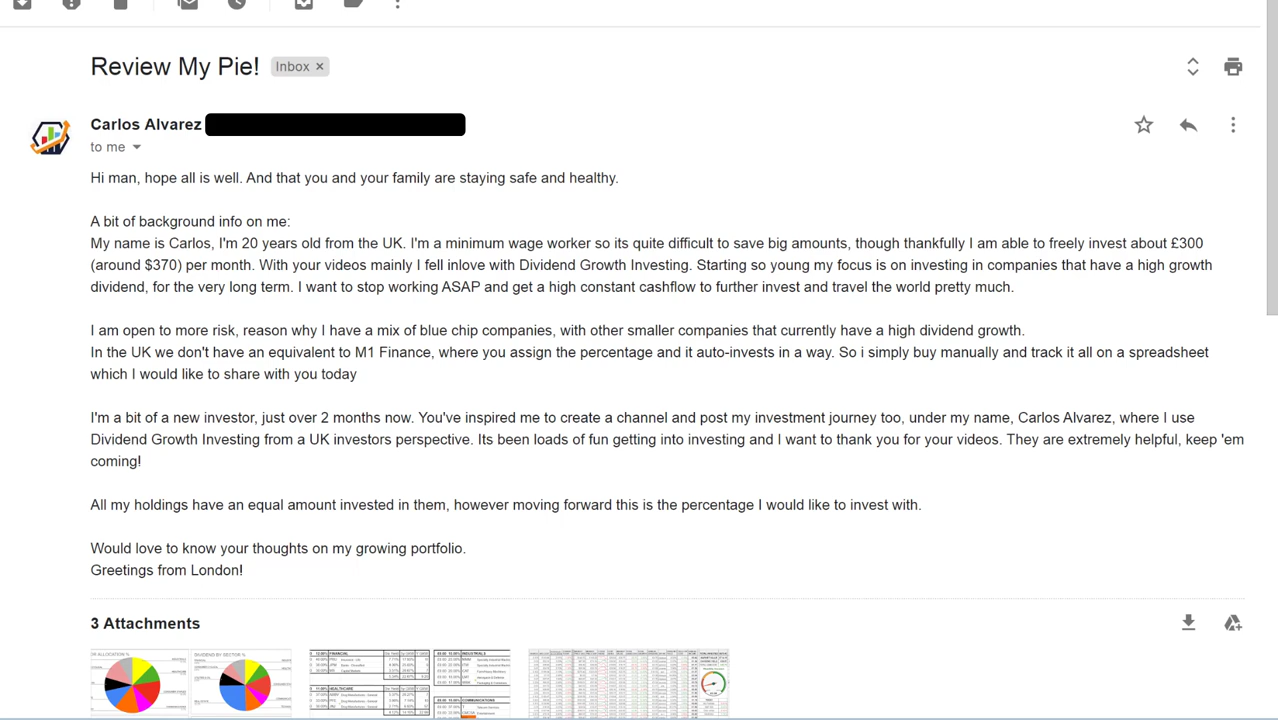 Review My Pie!
Inbox ×
Carlos Alvarez
to me
Hi man, hope all is well. And that you and your family are staying safe and healthy.
A bit of background info on me:
My name is Carlos, I'm 20 years old from the UK. I'm a minimum wage worker so its quite difficult to save big amounts, though thankfully I am able to freely invest about £300
(around $370) per month. With your videos mainly I fell inlove with Dividend Growth Investing. Starting so young my focus is on investing in companies that have a high growth
dividend, for the very long term. I want to stop working ASAP and get a high constant cashflow to further invest and travel the world pretty much.
I am open to more risk, reason why I have a mix of blue chip companies, with other smaller companies that currently have a high dividend growth.
In the UK we don't have an equivalent to M1 Finance, where you assign the percentage and it auto-invests in a way. So i simply buy manually and track it all on a spreadsheet
which I would like to share with you today
I'm a bit of a new investor, just over 2 months now. You've inspired me to create a channel and post my investment journey too, under my name, Carlos Alvarez, where I use
Dividend Growth Investing from a UK investors perspective. Its been loads of fun getting into investing and I want to thank you for your videos. They are extremely helpful, keep 'em
coming!
All my holdings have an equal amount invested in them, however moving forward this is the percentage I would like to invest with.
Would love to know your thoughts on my growing portfolio.
Greetings from London!
3 Attachments
ALLOCATION %
DIVIDEND BY SECTOR %
FINANCIAL
INDUSTRIALS
HEALTHCARE
COMMUNICATIONS